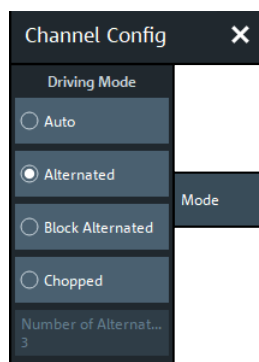 Channel Config
Driving Mode
Auto
Alternated
Mode
Block Alternated
Chopped
Number of Alternat...
3